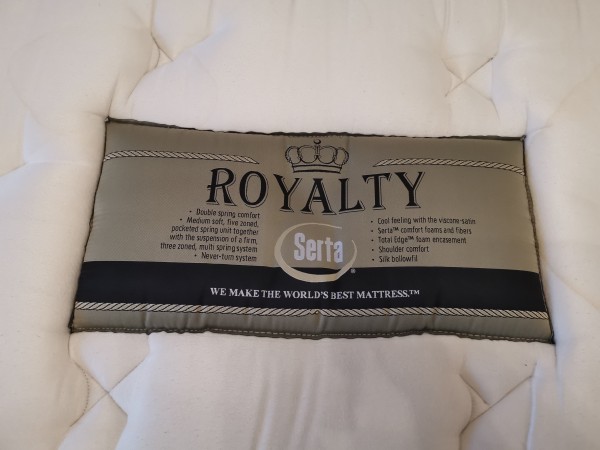 ROYALTY
• Double spring comfort
• Medium soft, five zoned,
pocketed spring unit together
with the suspension of a firm,
three zoned, multi spring system
• Never-turn system
Serta®
• Cool feeling with the viscone-satin
• Serta™ comfort foams and fibers
• Total Edge™ foam encasement
• Shoulder comfort
• Silk ballowfil
WE MAKE THE WORLD'S BEST MATTRESS.™